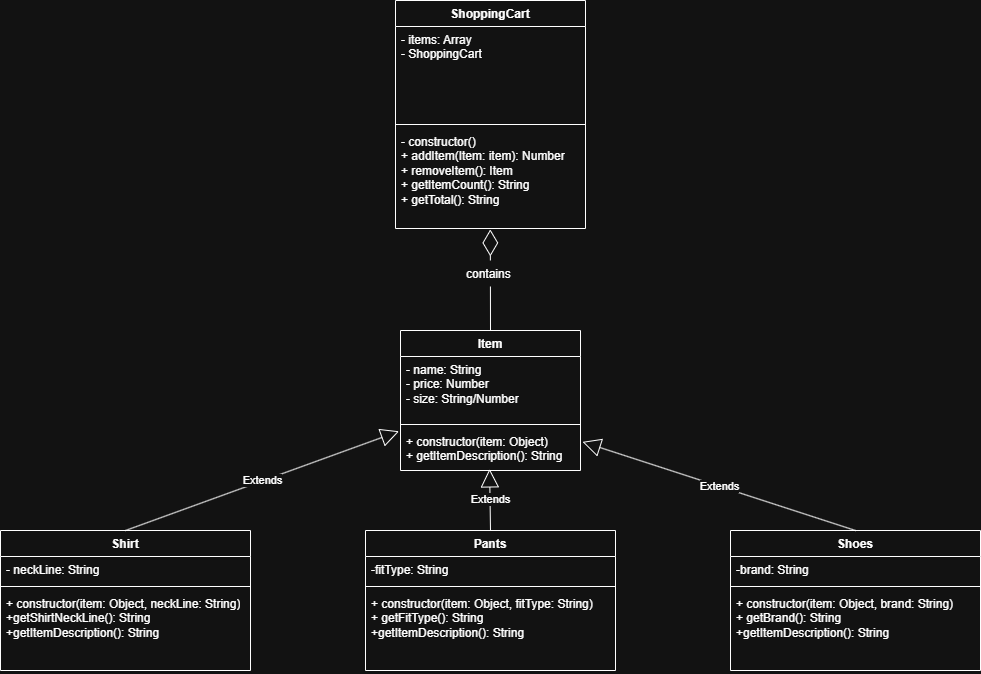 ShoppingCart
- items: Array
- ShoppingCart
- constructor()
+ addItem(Item: item): Number
+ removeItem(): Item
+ getItemCount(): String
+ getTotal(): String
contains
Item
- name: String
- price: Number
- size: String/Number
+ constructor(item: Object)
+ getItemDescription(): String
Extends
Extends
Extends
Shirt
- neckLine: String
+ constructor(item: Object, neckLine: String)
+getShirtNeckLine(): String
+getItemDescription(): String
Pants
-fitType: String
+ constructor(item: Object, fitType: String)
+ getFitType(): String
+getItemDescription(): String
Shoes
-brand: String
+ constructor(item: Object, brand: String)
+ getBrand(): String
+getItemDescription(): String